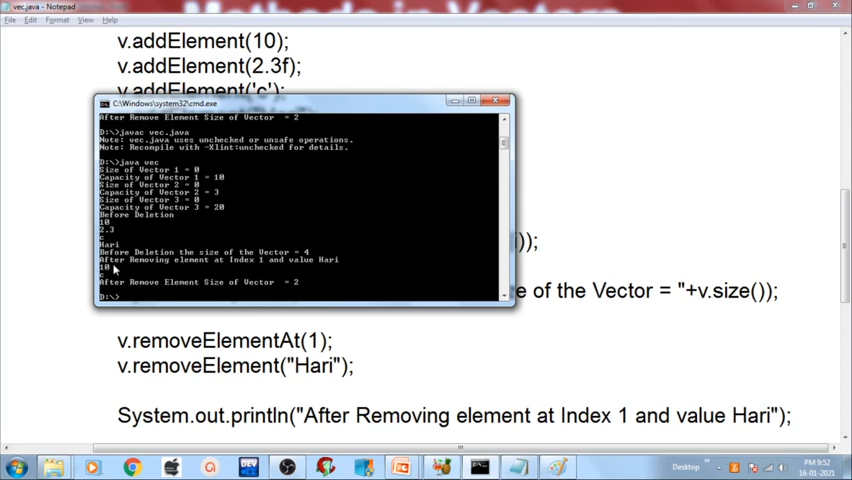 vec.java - Notepad
File Edit Format View Help
v.addElement(10);
v.addElement(2.3f);
v.addElement('c');
C:\Windows\system32\cmd.exe
After Remove Element Size of Vector = 2
D:\>javac vec.java
Note: vec.java uses unchecked or unsafe operations.
Note: Recompile with -Xlint:unchecked for details.
D:\>java vec
Size of Vector 1 = 0
Capacity of Vector 1 = 10
Size of Vector 2 = 0
Capacity of Vector 2 = 3
Size of Vector 3 = 0
Capacity of Vector 3 = 20
Before Deletion
10
2.3
c
Hari
Before Deletion the size of the Vector = 4
After Removing element at Index 1 and value Hari
10
c
After Remove Element Size of Vector = 2
D:\>
));
e of the Vector = "+v.size());
v.removeElementAt(1);
v.removeElement("Hari");
System.out.println("After Removing element at Index 1 and value Hari");
DEV
Desktop
PM 9:52
16-01-2021